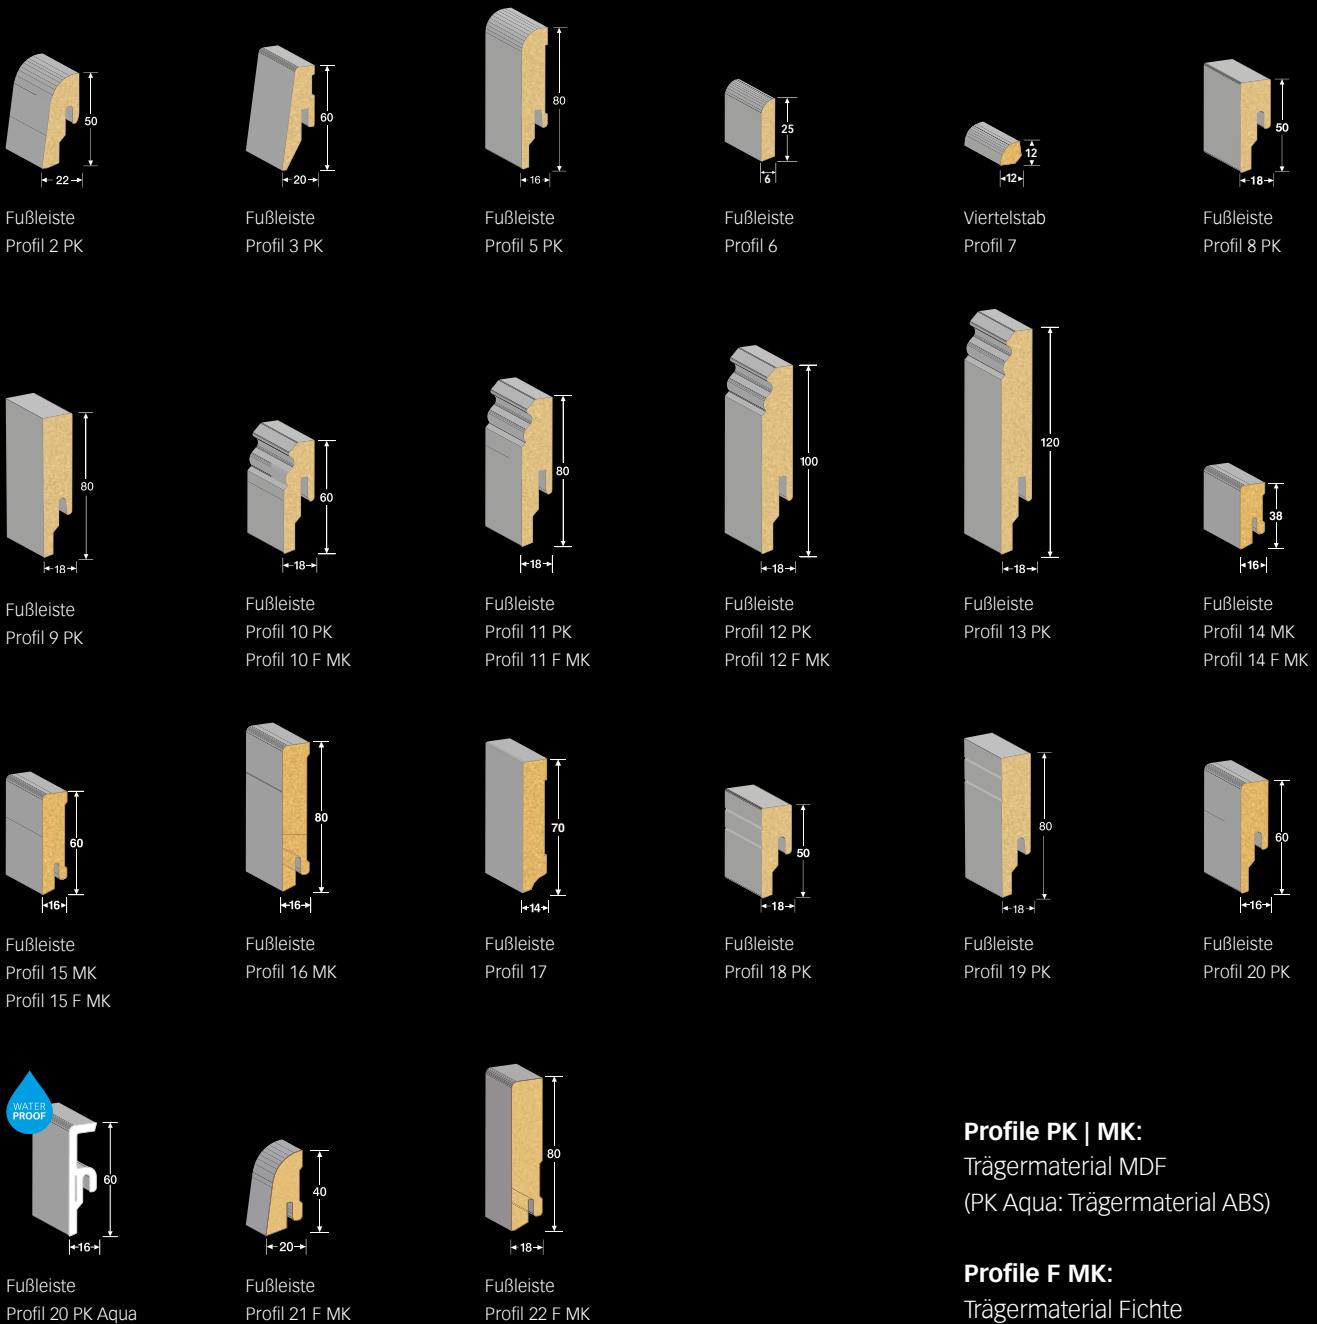 50
22
Fußleiste
Profil 2 PK
60
20
Fußleiste
Profil 3 PK
80
16
Fußleiste
Profil 5 PK
25
6
Fußleiste
Profil 6
12
12
Viertelstab
Profil 7
50
18
Fußleiste
Profil 8 PK
80
18
Fußleiste
Profil 9 PK
60
18
Fußleiste
Profil 10 PK
Profil 10 F MK
80
18
Fußleiste
Profil 11 PK
Profil 11 F MK
100
18
Fußleiste
Profil 12 PK
Profil 12 F MK
120
18
Fußleiste
Profil 13 PK
38
16
Fußleiste
Profil 14 MK
Profil 14 F MK
60
16
Fußleiste
Profil 15 MK
Profil 15 F MK
80
16
Fußleiste
Profil 16 MK
70
14
Fußleiste
Profil 17
50
18
Fußleiste
Profil 18 PK
80
18
Fußleiste
Profil 19 PK
60
16
Fußleiste
Profil 20 PK
WATER
PROOF
60
16
Fußleiste
Profil 20 PK Aqua
40
20
Fußleiste
Profil 21 F MK
80
18
Fußleiste
Profil 22 F MK
Profile PK | MK:
Trägermaterial MDF
(PK Aqua: Trägermaterial ABS)
Profile F MK:
Trägermaterial Fichte